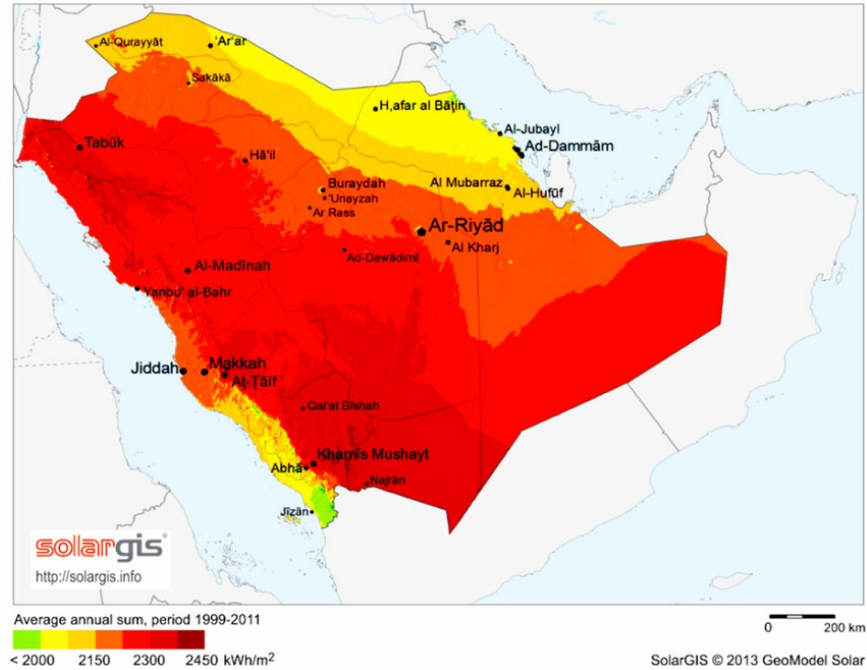 Al-Qurayyāt
'Ar'ar
Sakākā
H,afar al Bāţin
Al-Jubayl
Ad-Dammām
Tabūk
Hā'il
Buraydah
'Unayzah
Ar Rass
Al Mubarraz
Al-Hufūf
Ar-Riyād
Al Kharj
Ad-Dawādimī
Al-Madīnah
Yanbu' al-Bahr
Jiddah
Makkah
Aţ-Ţāīf
Qal'at Bīshah
Khamīs Mushayt
Abhā
Najrān
Jīzān
solargis
http://solargis.info
Average annual sum, period 1999-2011
< 2000 2150 2300 2450 kWh/m²
0 200 km
SolarGIS © 2013 GeoModel Solar